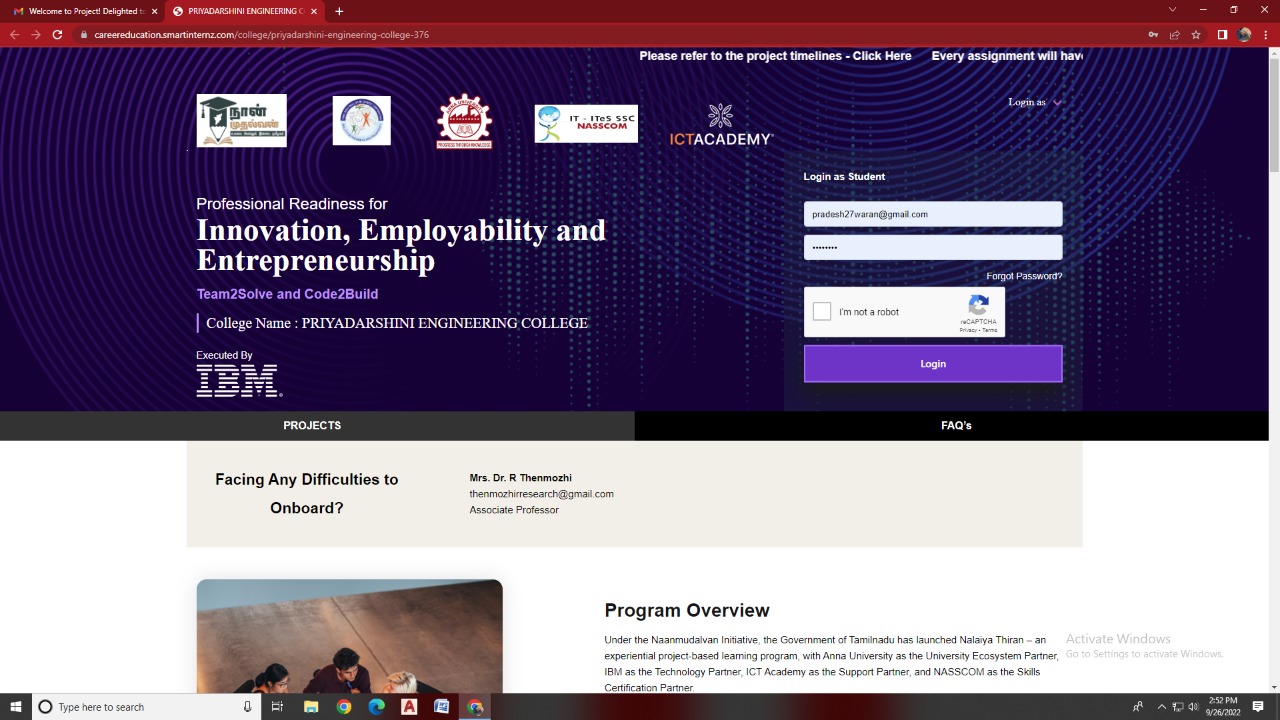 Welcome to Project! Delighted to
PRIYADARSHINI ENGINEERING C
careereducation.smartinternz.com/college/priyadarshini-engineering-college-376
Please refer to the project timelines - Click Here Every assignment will have
நான்
முதல்வன்
PROGRESS THROUGH KNOWLEDGE
IT - ITeS SSC
NASSCOM
ICTACADEMY
Login as
Login as Student
pradesh27waran@gmail.com
••••••••
Forgot Password?
I'm not a robot
reCAPTCHA
Privacy • Terms
Login
Professional Readiness for
Innovation, Employability and
Entrepreneurship
Team2Solve and Code2Build
College Name : PRIYADARSHINI ENGINEERING COLLEGE
Executed By
IBM
PROJECTS
FAQ's
Facing Any Difficulties to
Onboard?
Mrs. Dr. R Thenmozhi
thenmozhirresearch@gmail.com
Associate Professor
Program Overview
Under the Naanmudalvan Initiative, the Government of Tamilnadu has launched Nalaiya Thiran – an
experiential project-based learning program, with Anna University as the University Ecosystem Partner,
IBM as the Technology Partner, ICT Academy as the Support Partner, and NASSCOM as the Skills
Certification Partner.
Activate Windows
Go to Settings to activate Windows.
Type here to search
2:52 PM
9/26/2022